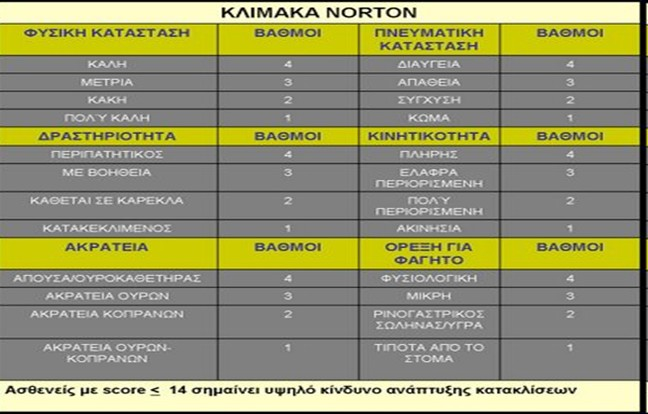 ΚΛΙΜΑΚΑ NORTON
ΦΥΣΙΚΗ ΚΑΤΑΣΤΑΣΗ ΒΑΘΜΟΙ ΠΝΕΥΜΑΤΙΚΗ ΚΑΤΑΣΤΑΣΗ ΒΑΘΜΟΙ
ΚΑΛΗ 4 ΔΙΑΥΓΕΙΑ 4
ΜΕΤΡΙΑ 3 ΑΠΑΘΕΙΑ 3
ΚΑΚΗ 2 ΣΥΓΧΥΣΗ 2
ΠΟΛΎ ΚΑΛΗ 1 ΚΩΜΑ 1
ΔΡΑΣΤΗΡΙΟΤΗΤΑ ΒΑΘΜΟΙ ΚΙΝΗΤΙΚΟΤΗΤΑ ΒΑΘΜΟΙ
ΠΕΡΙΠΑΤΗΤΙΚΟΣ 4 ΠΛΗΡΗΣ 4
ΜΕ ΒΟΗΘΕΙΑ 3 ΕΛΑΦΡΑ ΠΕΡΙΟΡΙΣΜΕΝΗ 3
ΚΑΘΕΤΑΙ ΣΕ ΚΑΡΕΚΛΑ 2 ΠΟΛΎ ΠΕΡΙΟΡΙΣΜΕΝΗ 2
ΚΑΤΑΚΕΚΛΙΜΕΝΟΣ 1 ΑΚΙΝΗΣΙΑ 1
ΑΚΡΑΤΕΙΑ ΒΑΘΜΟΙ ΟΡΕΞΗ ΓΙΑ ΦΑΓΗΤΟ ΒΑΘΜΟΙ
ΑΠΟΥΣΑ/ΟΥΡΟΚΑΘΕΤΗΡΑΣ 4 ΦΥΣΙΟΛΟΓΙΚΗ 4
ΑΚΡΑΤΕΙΑ ΟΥΡΩΝ 3 ΜΙΚΡΗ 3
ΑΚΡΑΤΕΙΑ ΚΟΠΡΑΝΩΝ 2 ΡΙΝΟΓΑΣΤΡΙΚΟΣ ΣΩΛΗΝΑΣ/ΥΓΡΑ 2
ΑΚΡΑΤΕΙΑ ΟΥΡΩΝ-ΚΟΠΡΑΝΩΝ 1 ΤΙΠΟΤΑ ΑΠΟ ΤΟ ΣΤΟΜΑ 1
Ασθενείς με score ≤ 14 σημαίνει υψηλό κίνδυνο ανάπτυξης κατακλίσεων